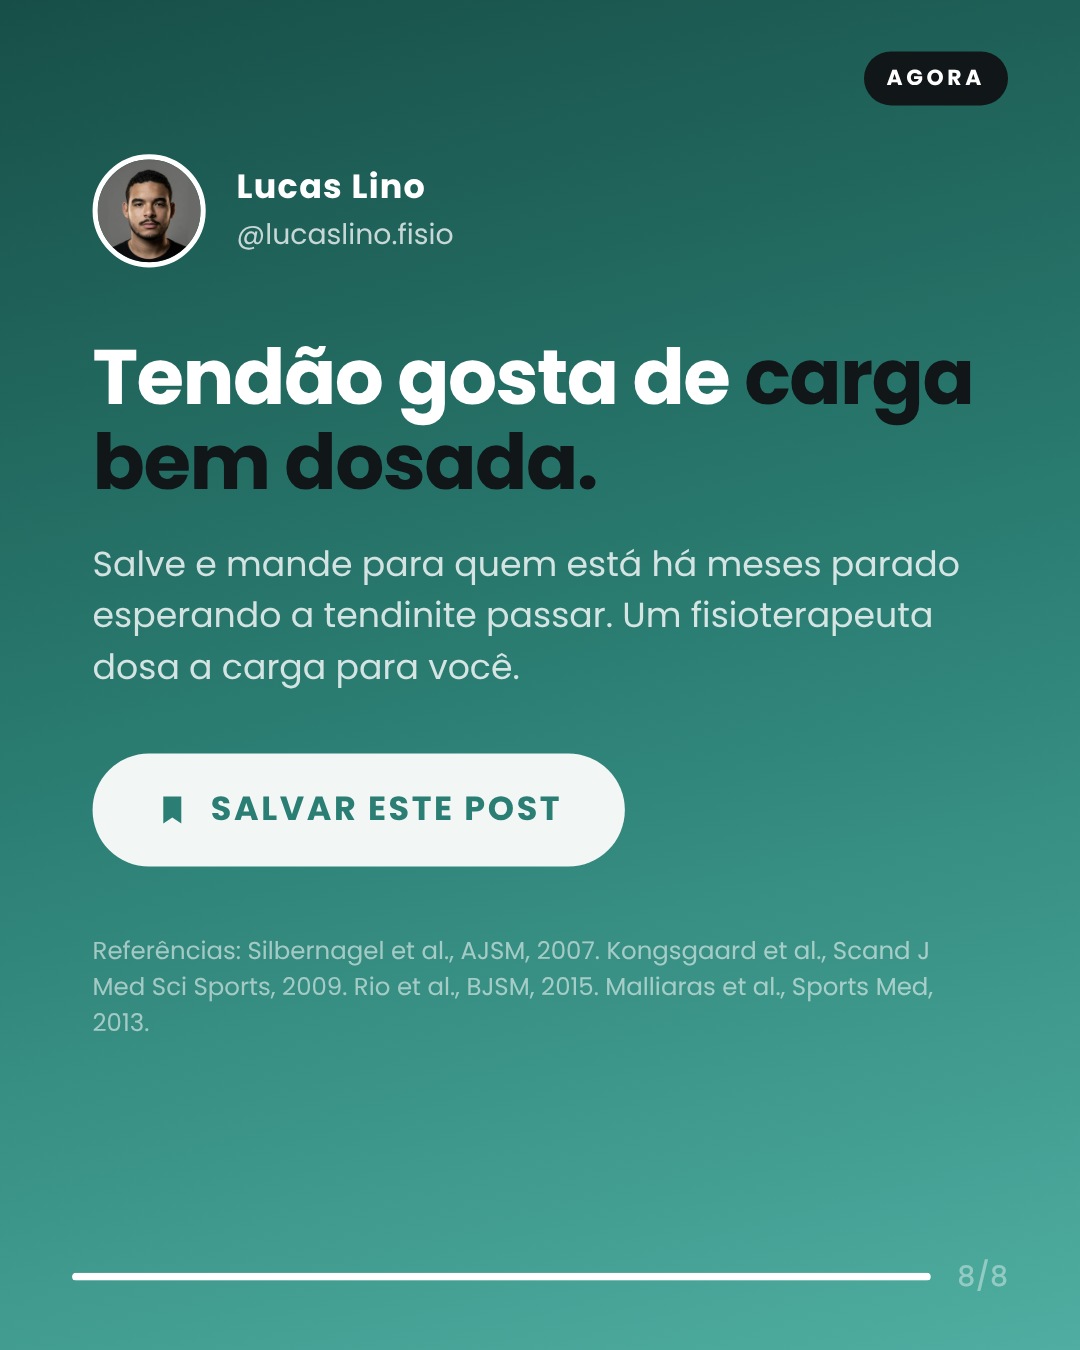 AGORA
Lucas Lino
@lucaslino.fisio
Tendão gosta de carga
bem dosada.
Salve e mande para quem está há meses parado
esperando a tendinite passar. Um fisioterapeuta
dosa a carga para você.
SALVAR ESTE POST
Referências: Silbernagel et al., AJSM, 2007. Kongsgaard et al., Scand J
Med Sci Sports, 2009. Rio et al., BJSM, 2015. Malliaras et al., Sports Med,
2013.
8/8